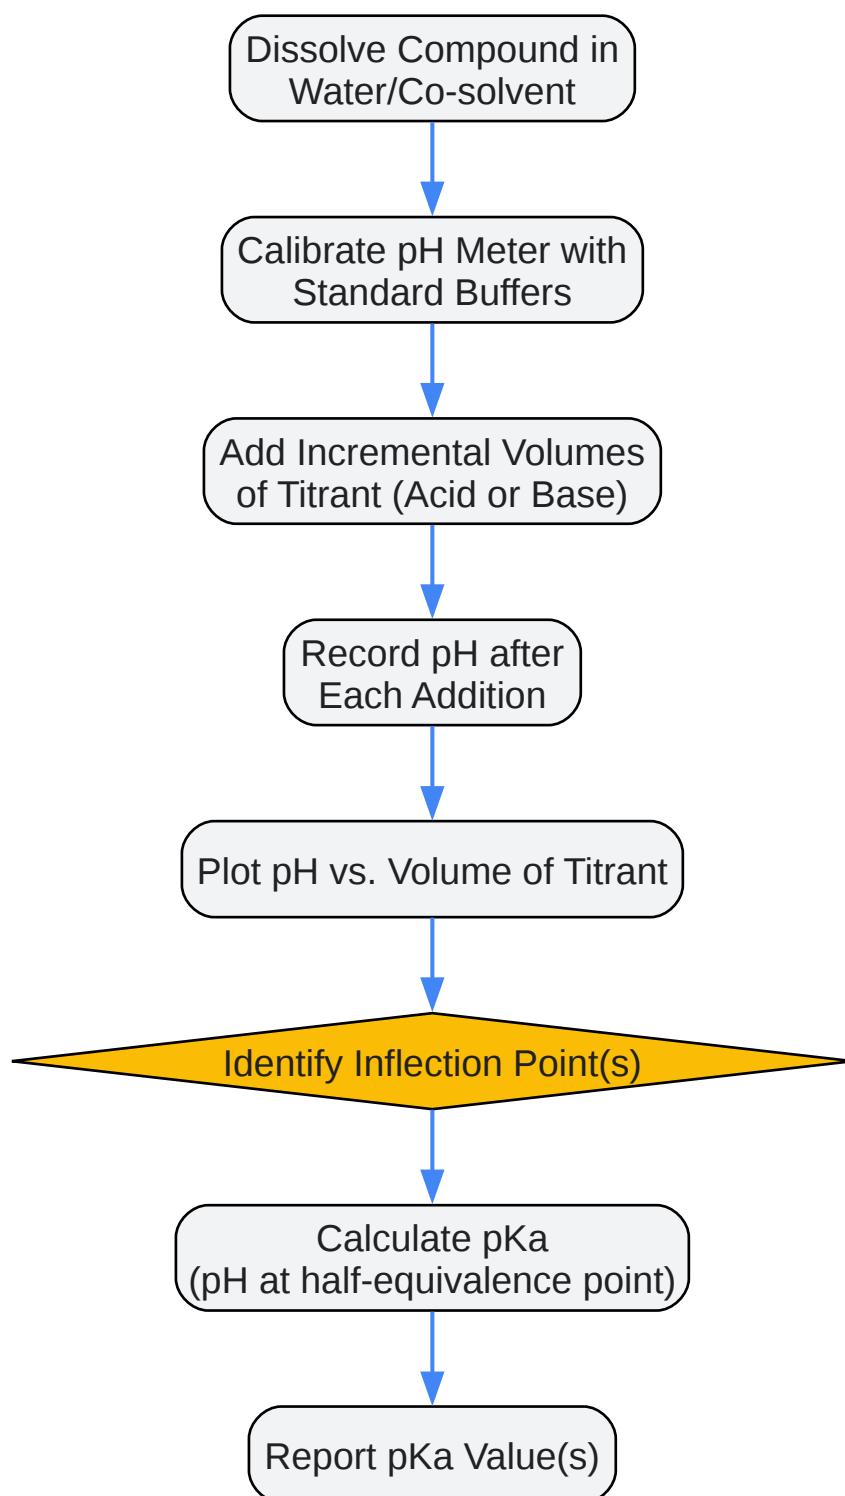 Dissolve Compound in
Water/Co-solvent
Calibrate pH Meter with
Standard Buffers
Add Incremental Volumes
of Titrant (Acid or Base)
Record pH after
Each Addition
Plot pH vs. Volume of Titrant
Identify Inflection Point(s)
Calculate pKa
(pH at half-equivalence point)
Report pKa Value(s)